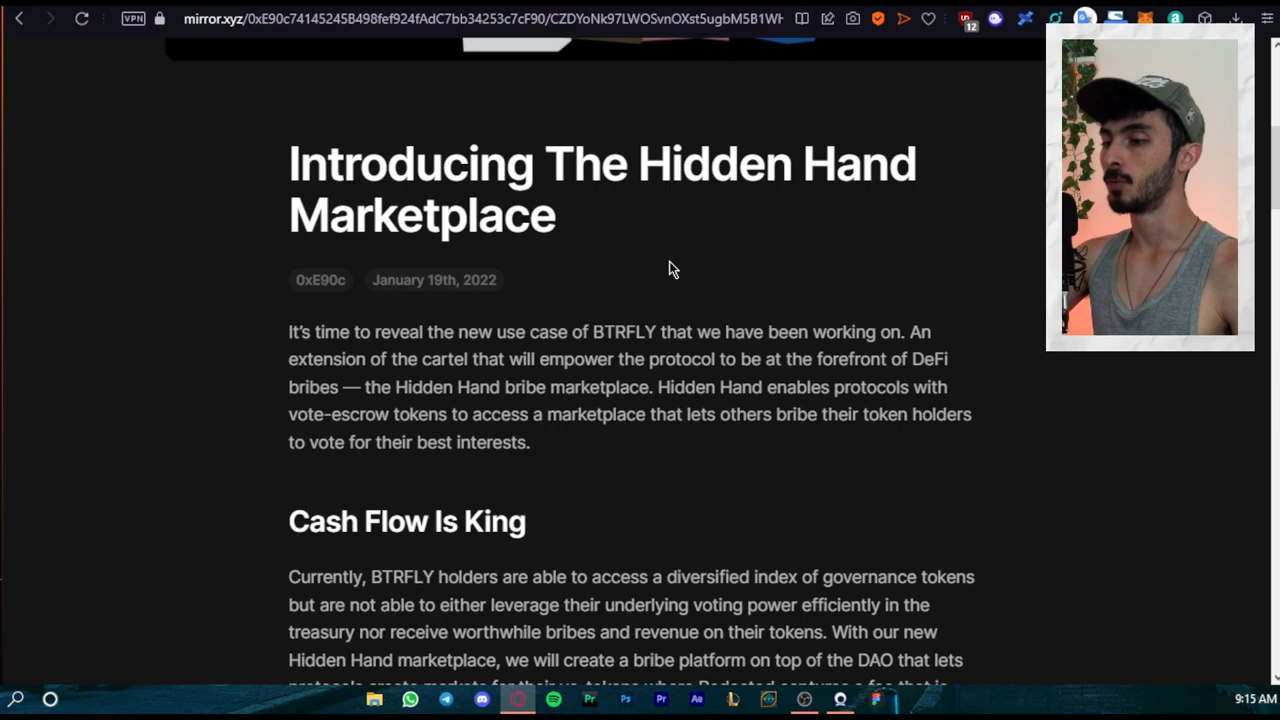 VPN
mirror.xyz/0xE90c74145245B498fef924fAdC7bb34253c7cF90/CZDYoNk97LWOSvnOXst5ugbM5B1WH
12
Introducing The Hidden Hand
Marketplace
0xE90c January 19th, 2022
It’s time to reveal the new use case of BTRFLY that we have been working on. An
extension of the cartel that will empower the protocol to be at the forefront of DeFi
bribes — the Hidden Hand bribe marketplace. Hidden Hand enables protocols with
vote-escrow tokens to access a marketplace that lets others bribe their token holders
to vote for their best interests.
Cash Flow Is King
Currently, BTRFLY holders are able to access a diversified index of governance tokens
but are not able to either leverage their underlying voting power efficiently in the
treasury nor receive worthwhile bribes and revenue on their tokens. With our new
Hidden Hand marketplace, we will create a bribe platform on top of the DAO that lets
Pr Ps Pr Ae
9:15 AM